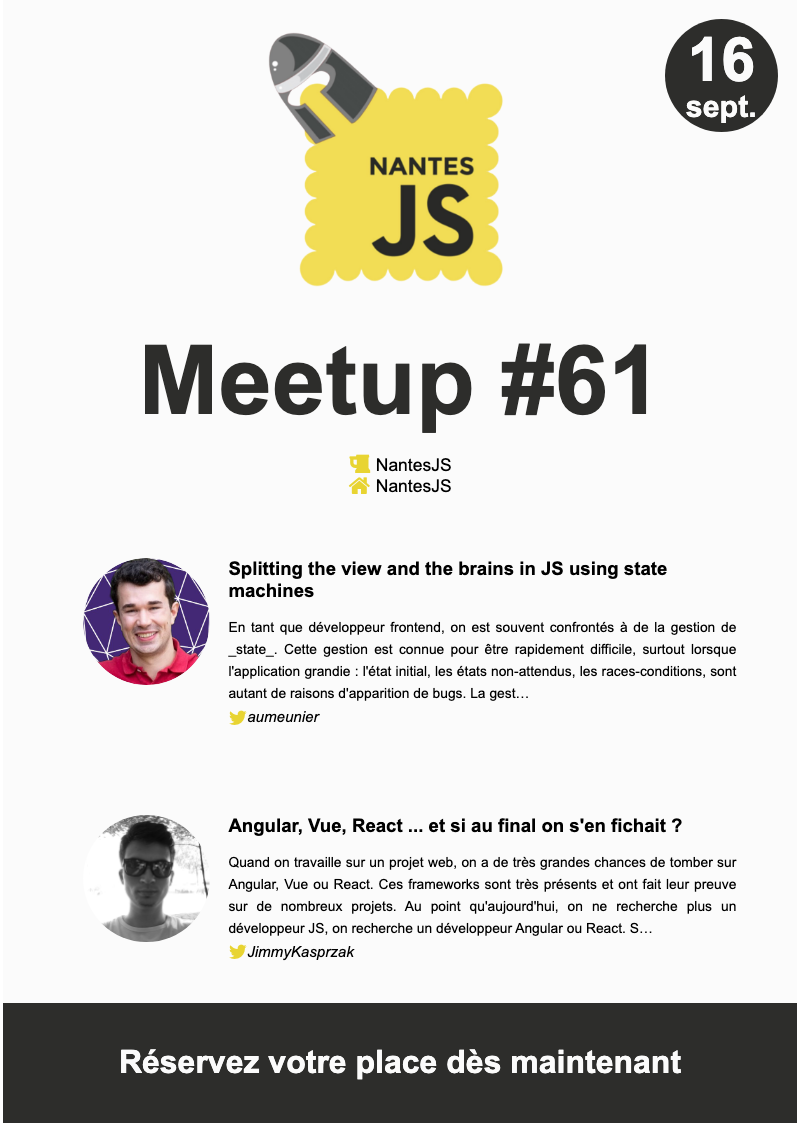 16
sept.
NANTES
JS
Meetup #61
NantesJS
NantesJS
Splitting the view and the brains in JS using state
machines
En tant que développeur frontend, on est souvent confrontés à de la gestion de
_state_. Cette gestion est connue pour être rapidement difficile, surtout lorsque
l'application grandie : l'état initial, les états non-attendus, les races-conditions, sont
autant de raisons d'apparition de bugs. La gest…
aumeunier
Angular, Vue, React ... et si au final on s'en fichait ?
Quand on travaille sur un projet web, on a de très grandes chances de tomber sur
Angular, Vue ou React. Ces frameworks sont très présents et ont fait leur preuve
sur de nombreux projets. Au point qu'aujourd'hui, on ne recherche plus un
développeur JS, on recherche un développeur Angular ou React. S…
JimmyKasprzak
Réservez votre place dès maintenant